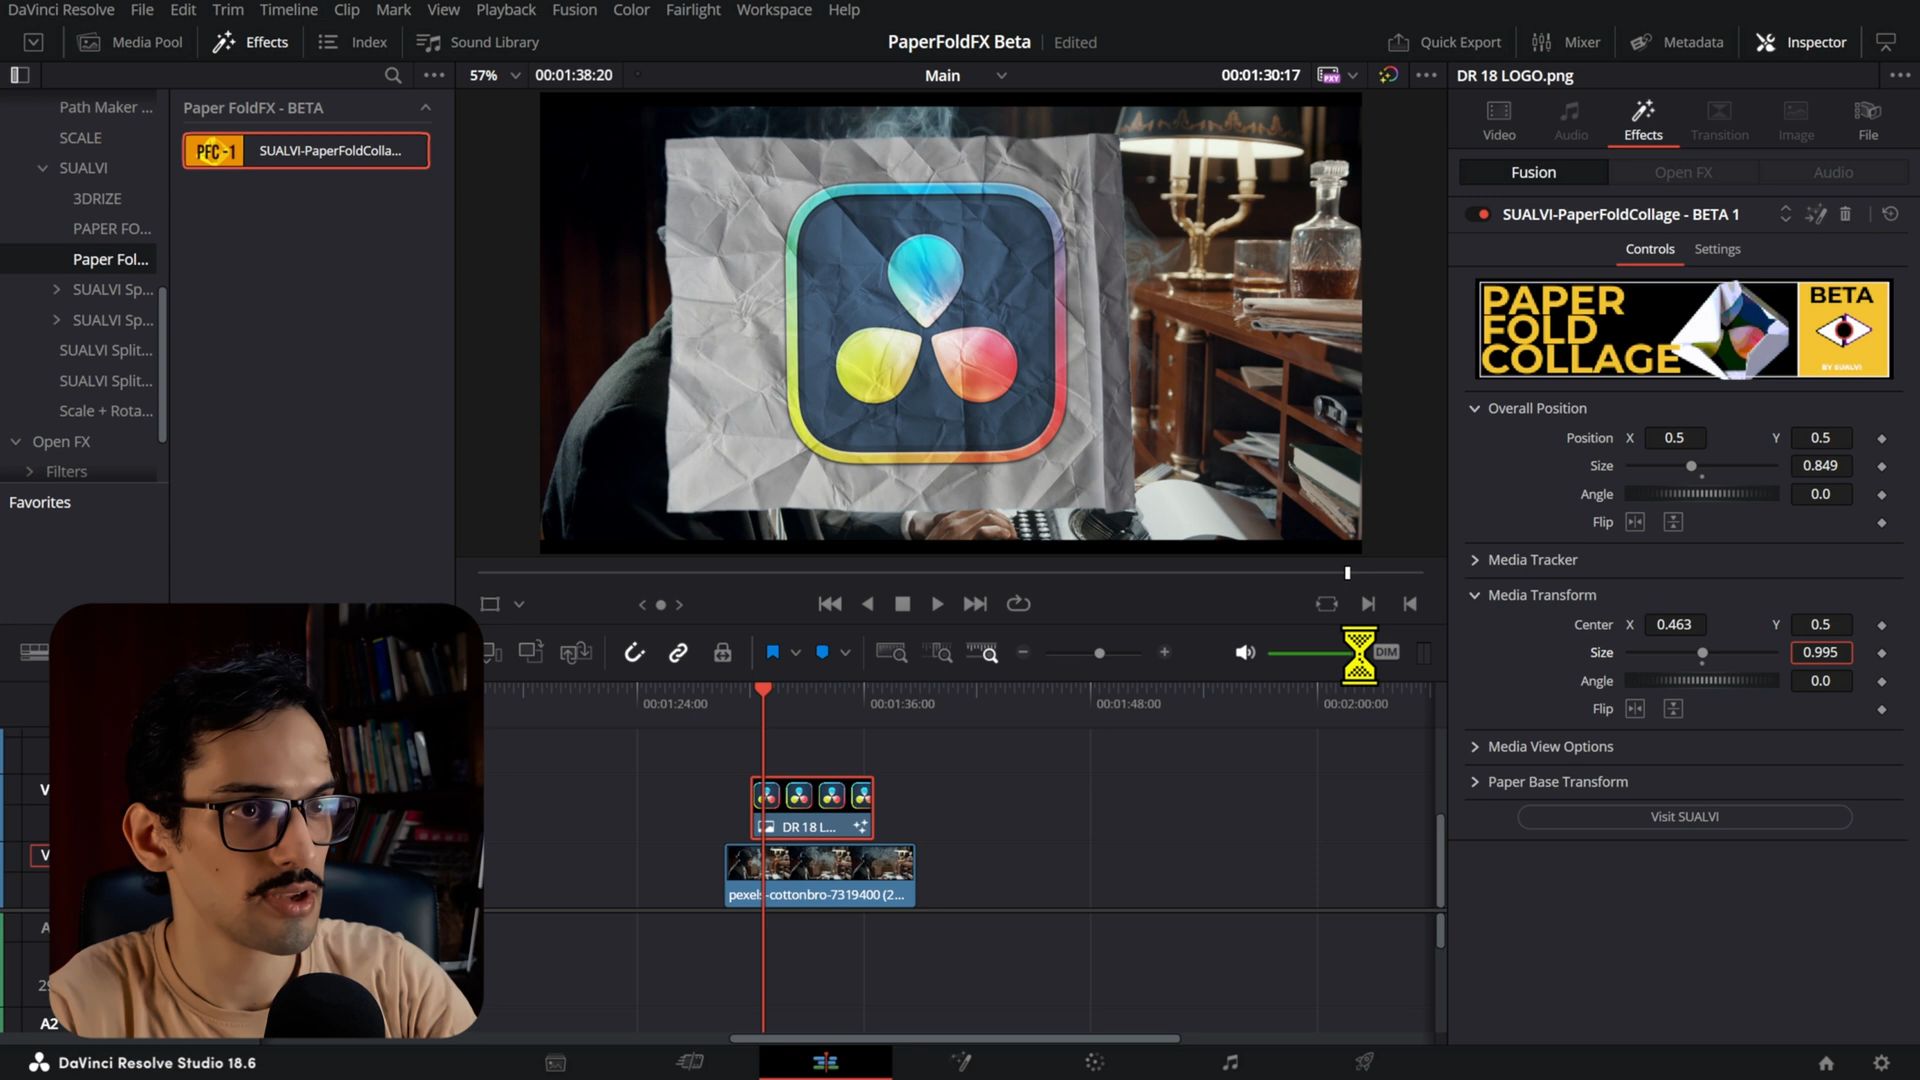 DaVinci Resolve File Edit Trim Timeline Clip Mark View Playback Fusion Color Fairlight Workspace Help
Media Pool Effects Index Sound Library PaperFoldFX Beta Edited Quick Export Mixer Metadata Inspector
57% 00:01:38:20 Main 00:01:30:17 PXY DR 18 LOGO.png
Path Maker ...
SCALE
SUALVI
3DRIZE
PAPER FO...
Paper Fol...
SUALVI Sp...
SUALVI Sp...
SUALVI Split...
SUALVI Split...
Scale + Rota...
Open FX
Filters
Favorites
Paper FoldFX - BETA
PFC -1 SUALVI-PaperFoldColla...
Video Audio Effects Transition Image File
Fusion Open FX Audio
SUALVI-PaperFoldCollage - BETA 1
Controls Settings
PAPER
FOLD
COLLAGE
BETA
BY SUALVI
Overall Position
Position X 0.5 Y 0.5
Size 0.849
Angle 0.0
Flip
Media Tracker
Media Transform
Center X 0.463 Y 0.5
Size 0.995
Angle 0.0
Flip
Media View Options
Paper Base Transform
Visit SUALVI
DIM
00:01:24:00 00:01:36:00 00:01:48:00 00:02:00:00
DR 18 L...
pexels-cottonbro-7319400 (2...
A2
DaVinci Resolve Studio 18.6